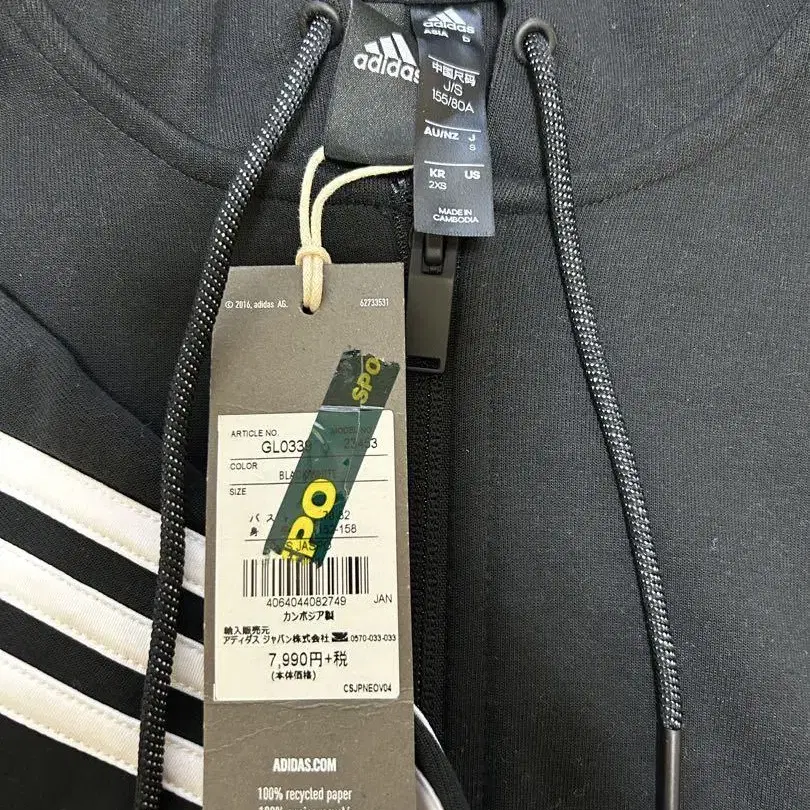 adidas
adidas
ASIA
中国尺码
J/S
155/80A
AU/NZ J
S
KR US
2XS
MADE IN
CAMBODIA
© 2016, adidas AG. 62733531
SPO
ARTICLE NO.
COLOR
SIZE
SPO
4064044082749 JAN
カンボジア製
輸入販売元
アディダス ジャパン株式会社 0570-033-033
7,990円+税
(本体価格)
CSJPNEOV04
ADIDAS.COM
100% recycled paper